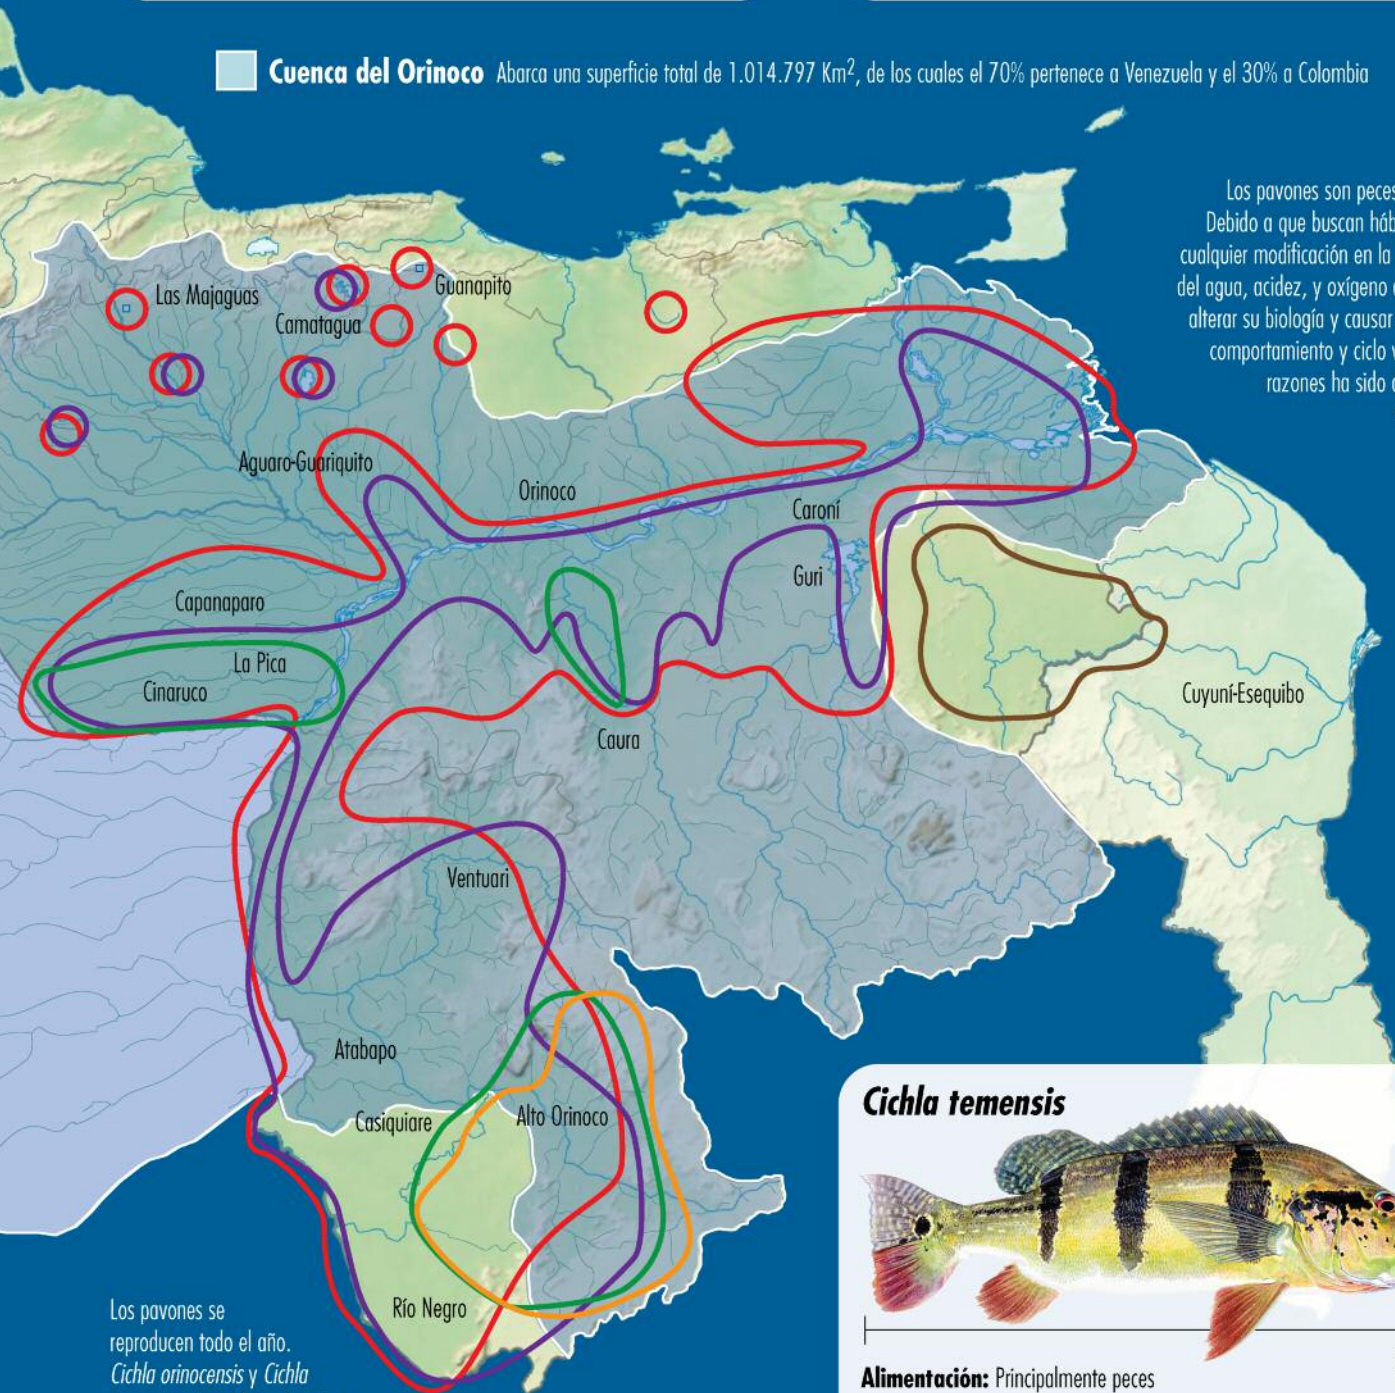 Cuenca del Orinoco Abarca una superficie total de 1.014.797 Km², de los cuales el 70% pertenece a Venezuela y el 30% a Colombia
Los pavones son peces
Debido a que buscan háb
cualquier modificación en la
del agua, acidez, y oxígeno
alterar su biología y causar
comportamiento y ciclo v
razones ha sido
Las Majaguas
Guanapito
Camatagua
Aguaro-Guariquito
Orinoco
Caroní
Guri
Capanaparo
La Pica
Cinaruco
Caura
Cuyuní-Esequibo
Ventuari
Atabapo
Casiquiare
Alto Orinoco
Río Negro
Los pavones se
reproducen todo el año.
Cichla orinocensis y Cichla
Cichla temensis
Alimentación: Principalmente peces